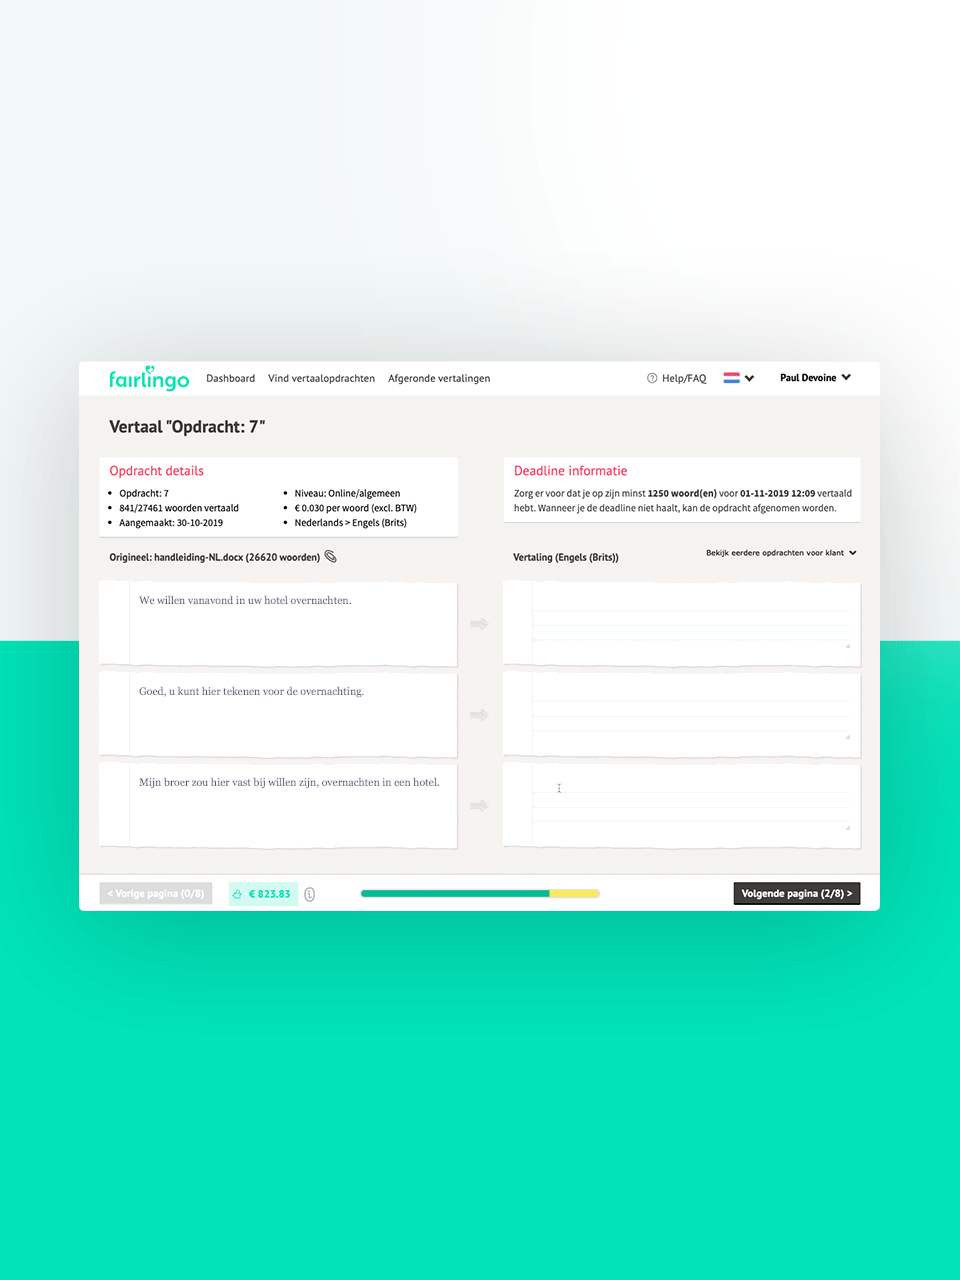 fairlingo Dashboard Vind vertaalopdrachten Afgeronde vertalingen Help/FAQ Paul Devoine
Vertaal "Opdracht: 7"
Opdracht details
Opdracht: 7
841/27461 woorden vertaald
Aangemaakt: 30-10-2019
Niveau: Online/algemeen
€ 0.030 per woord (excl. BTW)
Nederlands > Engels (Brits)
Deadline informatie
Zorg er voor dat je op zijn minst 1250 woord(en) voor 01-11-2019 12:09 vertaald
hebt. Wanneer je de deadline niet haalt, kan de opdracht afgenomen worden.
Origineel: handleiding-NL.docx (26620 woorden)
Vertaling (Engels (Brits))
Bekijk eerdere opdrachten voor klant
We willen vanavond in uw hotel overnachten.
Goed, u kunt hier tekenen voor de overnachting.
Mijn broer zou hier vast bij willen zijn, overnachten in een hotel.
< Vorige pagina (0/8)
€ 823.83
Volgende pagina (2/8) >